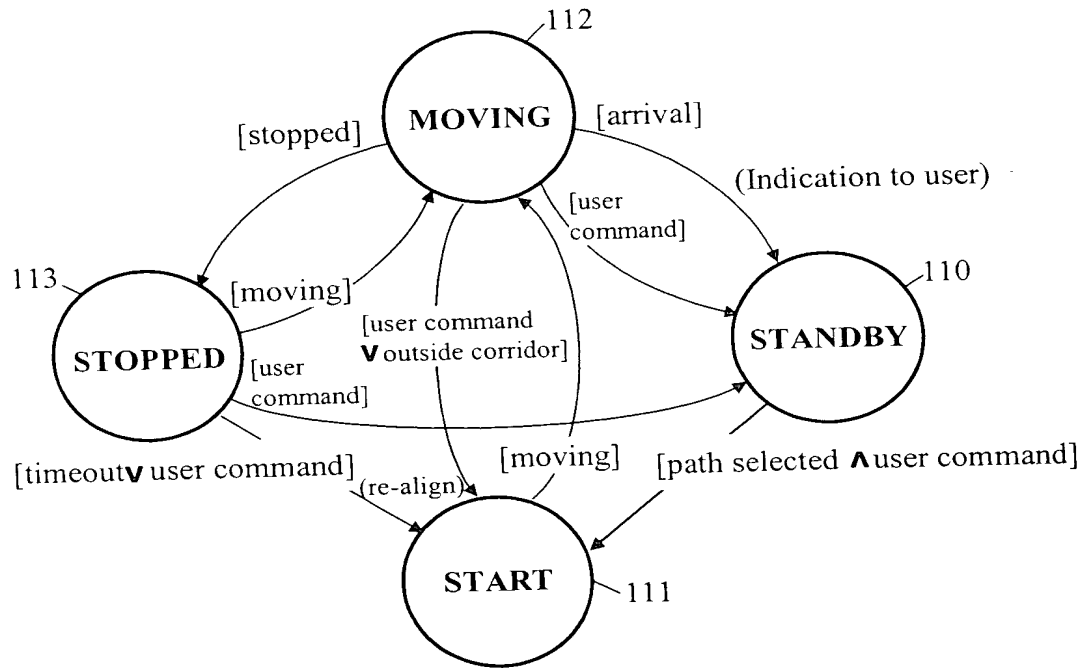 112
MOVING
[arrival]
[stopped]
(Indication to user)
[user
command]
113
[moving]
110
[user command
V outside corridor]
STANDBY
STOPPED
[user
command]
[timeout V user command]
(re-align)
[moving]
[path selected Λ user command]
START
111